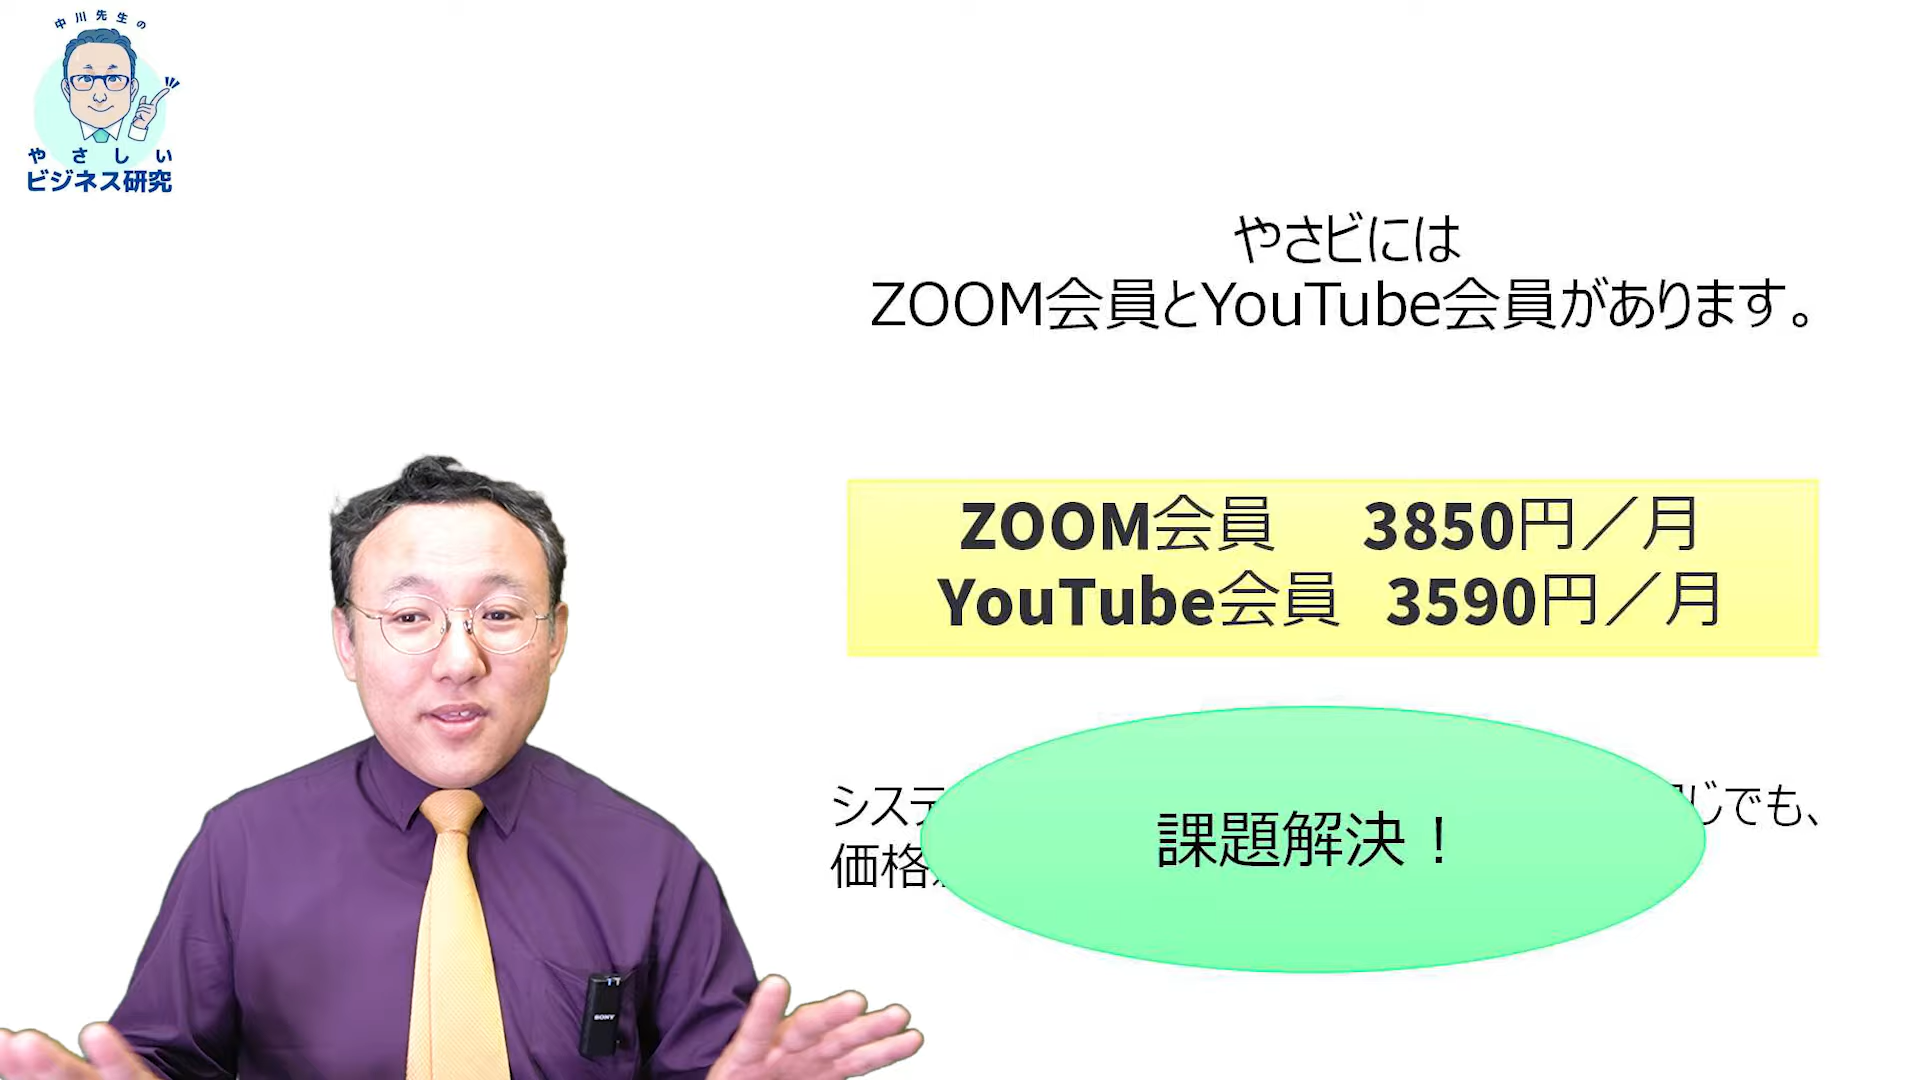 中川先生の
やさしい
ビジネス研究
やさビには
ZOOM会員とYouTube会員があります。
ZOOM会員 3850円／月
YouTube会員 3590円／月
システ
じでも、
価格
課題解決！
SONY